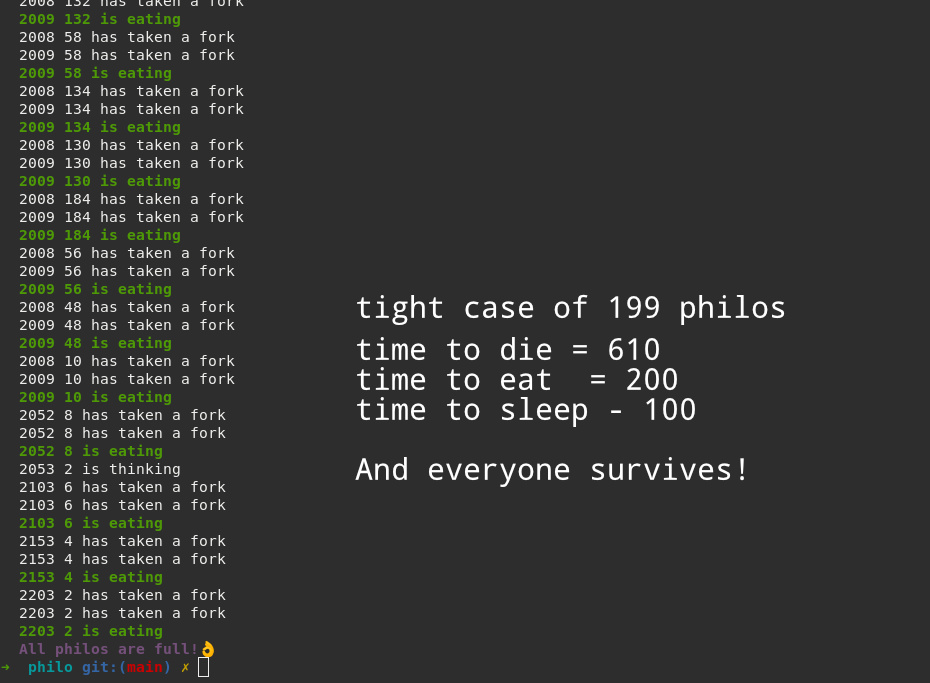 2008 132 has taken a fork
2009 132 is eating
2008 58 has taken a fork
2009 58 has taken a fork
2009 58 is eating
2008 134 has taken a fork
2009 134 has taken a fork
2009 134 is eating
2008 130 has taken a fork
2009 130 has taken a fork
2009 130 is eating
2008 184 has taken a fork
2009 184 has taken a fork
2009 184 is eating
2008 56 has taken a fork
2009 56 has taken a fork
2009 56 is eating
2008 48 has taken a fork
2009 48 has taken a fork
2009 48 is eating
2008 10 has taken a fork
2009 10 has taken a fork
2009 10 is eating
2052 8 has taken a fork
2052 8 has taken a fork
2052 8 is eating
2053 2 is thinking
2103 6 has taken a fork
2103 6 has taken a fork
2103 6 is eating
2153 4 has taken a fork
2153 4 has taken a fork
2153 4 is eating
2203 2 has taken a fork
2203 2 has taken a fork
2203 2 is eating
All philos are full!👌
➜ philo git:(main) ✗
tight case of 199 philos
time to die = 610
time to eat  = 200
time to sleep - 100
And everyone survives!